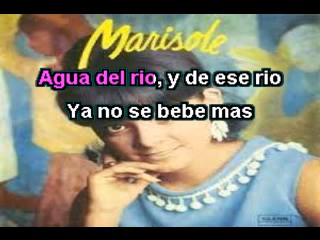 Marisole
Agua del rio, y de ese rio
Ya no se bebe mas